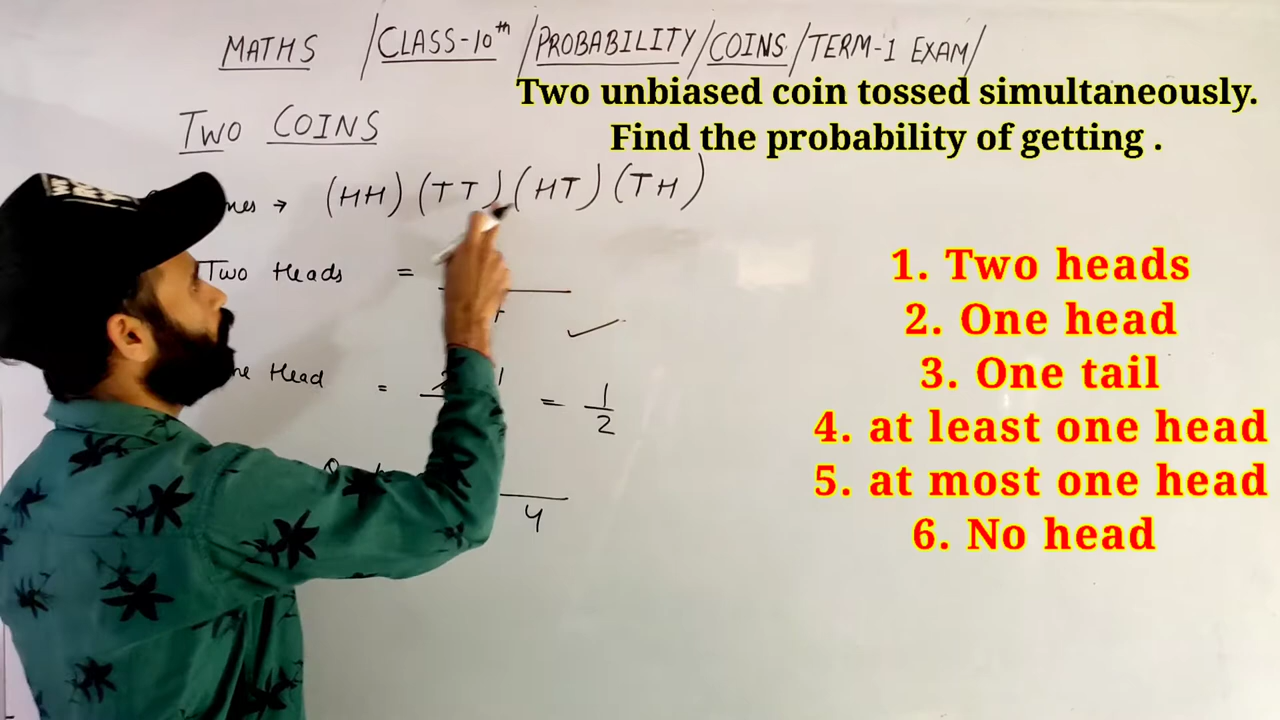 MATHS /CLASS-10th /PROBABILITY/COINS/TERM-1 EXAM/
Two unbiased coin tossed simultaneously.
Find the probability of getting .
TWO COINS
→ (HH) (TT) (HT) (TH)
Two Heads =
Head = 1 = 1/2
4
1. Two heads
2. One head
3. One tail
4. at least one head
5. at most one head
6. No head